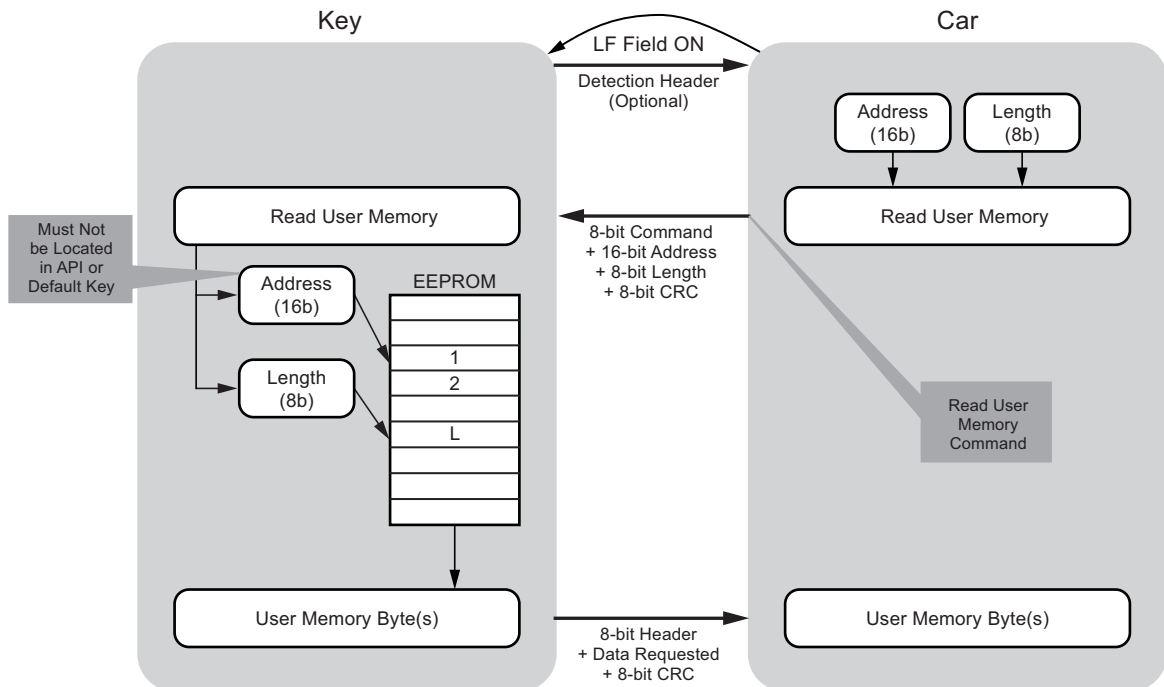 Key
Car
LF Field ON
Detection Header
(Optional)
Address
(16b)
Length
(8b)
Read User Memory
Read User Memory
Must Not
be Located
in API or
Default Key
8-bit Command
+ 16-bit Address
+ 8-bit Length
+ 8-bit CRC
Address
(16b)
EEPROM
1
2
L
Length
(8b)
Read User
Memory
Command
User Memory Byte(s)
User Memory Byte(s)
8-bit Header
+ Data Requested
+ 8-bit CRC